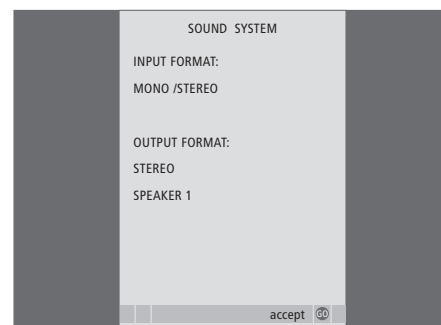 SOUND SYSTEM
INPUT FORMAT:
MONO /STEREO
OUTPUT FORMAT:
STEREO
SPEAKER 1
accept GO